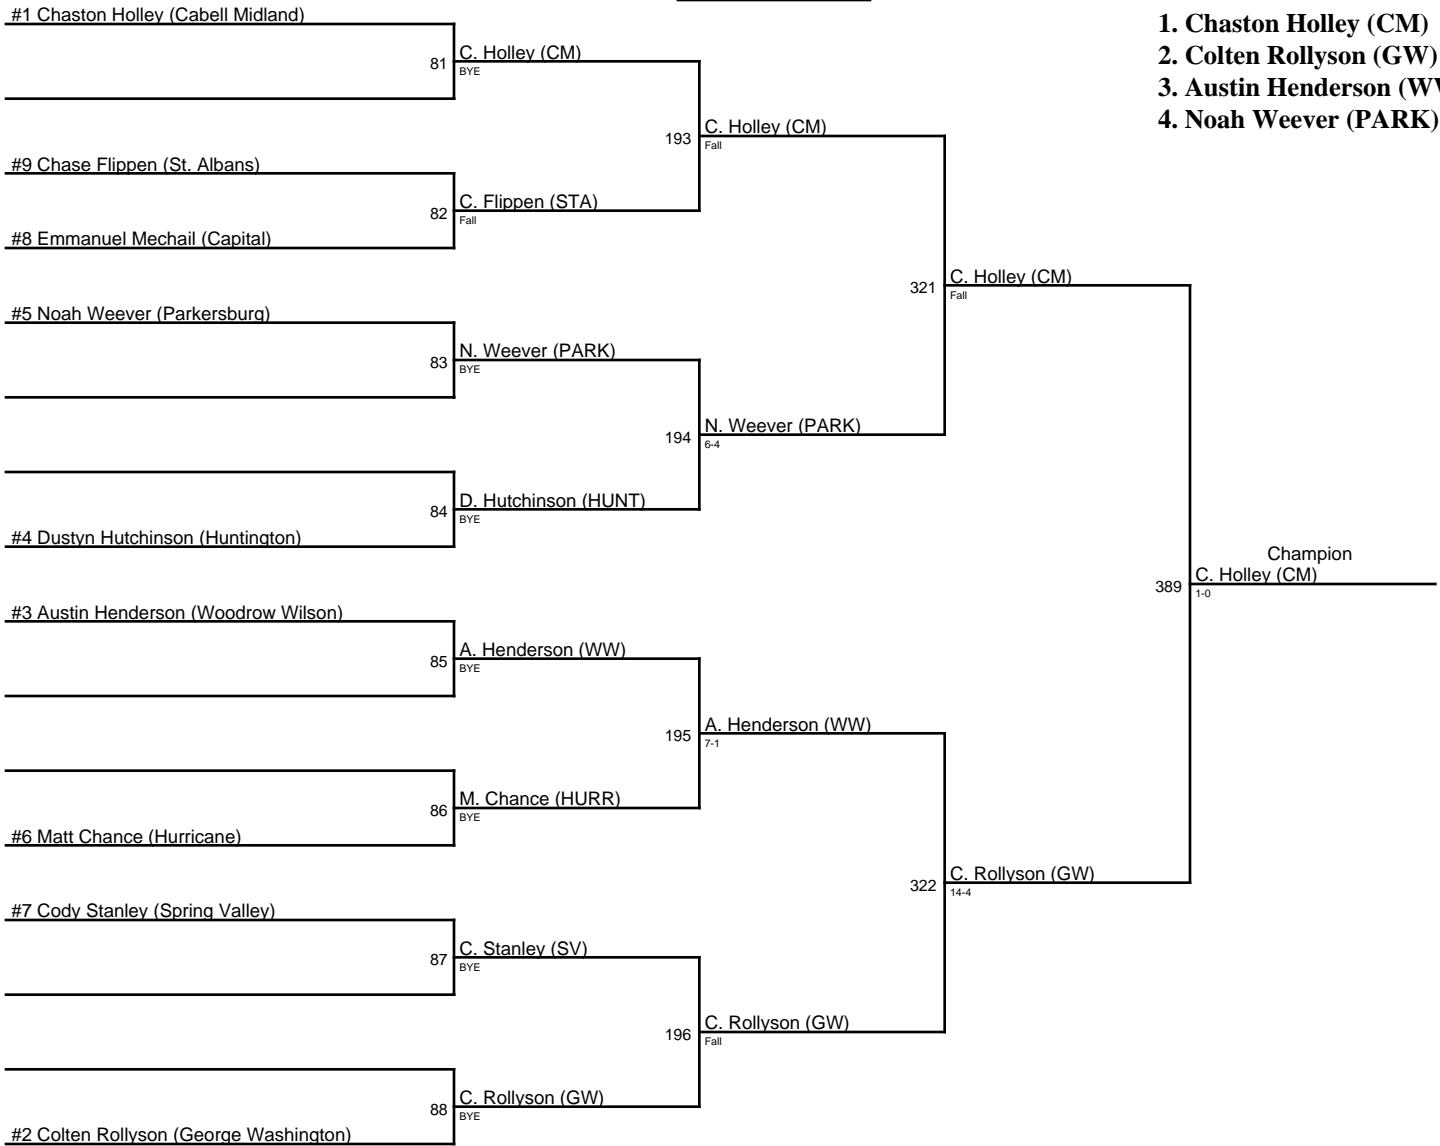 #1 Chaston Holley (Cabell Midland)
81
C. Holley (CM)
BYE
#9 Chase Flippen (St. Albans)
82
C. Flippen (STA)
Fall
#8 Emmanuel Mechail (Capital)
193
C. Holley (CM)
Fall
#5 Noah Weever (Parkersburg)
83
N. Weever (PARK)
BYE
84
D. Hutchinson (HUNT)
BYE
#4 Dustyn Hutchinson (Huntington)
194
N. Weever (PARK)
6-4
321
C. Holley (CM)
Fall
#3 Austin Henderson (Woodrow Wilson)
85
A. Henderson (WW)
BYE
86
M. Chance (HURR)
BYE
#6 Matt Chance (Hurricane)
195
A. Henderson (WW)
7-1
#7 Cody Stanley (Spring Valley)
87
C. Stanley (SV)
BYE
88
C. Rollyson (GW)
BYE
#2 Colten Rollyson (George Washington)
196
C. Rollyson (GW)
Fall
322
C. Rollyson (GW)
14-4
389
Champion
C. Holley (CM)
1-0
1. Chaston Holley (CM)
2. Colten Rollyson (GW)
3. Austin Henderson (W
4. Noah Weever (PARK)